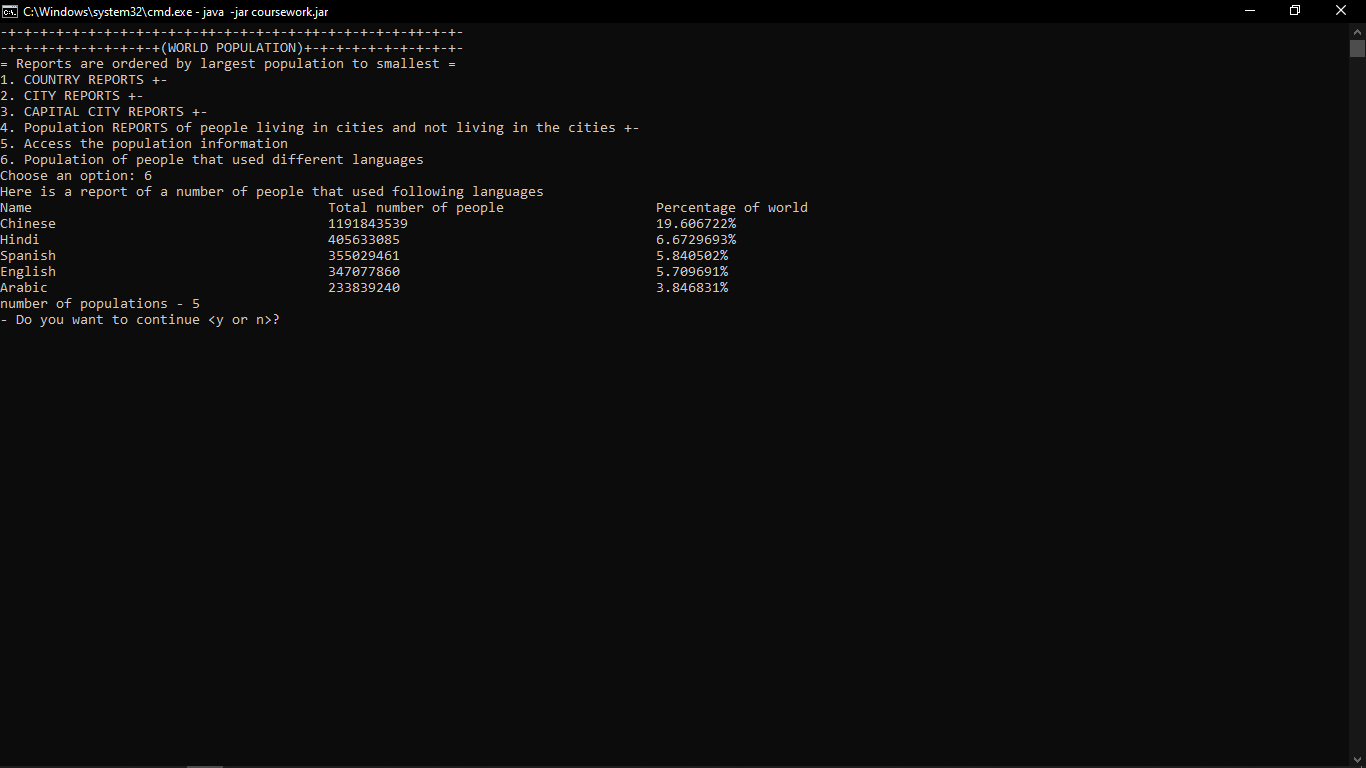 C:\Windows\system32\cmd.exe - java -jar coursework.jar
-+-+-+-+-+-+-+-+-+-+-+-++-+-+-+-+-+-++-+-+-+-+-+-++-+-+-
-+-+-+-+-+-+-+-+-+-+(WORLD POPULATION)+-+-+-+-+-+-+-+-+-+-
= Reports are ordered by largest population to smallest =
1. COUNTRY REPORTS +-
2. CITY REPORTS +-
3. CAPITAL CITY REPORTS +-
4. Population REPORTS of people living in cities and not living in the cities +-
5. Access the population information
6. Population of people that used different languages
Choose an option: 6
Here is a report of a number of people that used following languages
Name Total number of people Percentage of world
Chinese 1191843539 19.606722%
Hindi 405633085 6.6729693%
Spanish 355029461 5.840502%
English 347077860 5.709691%
Arabic 233839240 3.846831%
number of populations - 5
- Do you want to continue <y or n>?